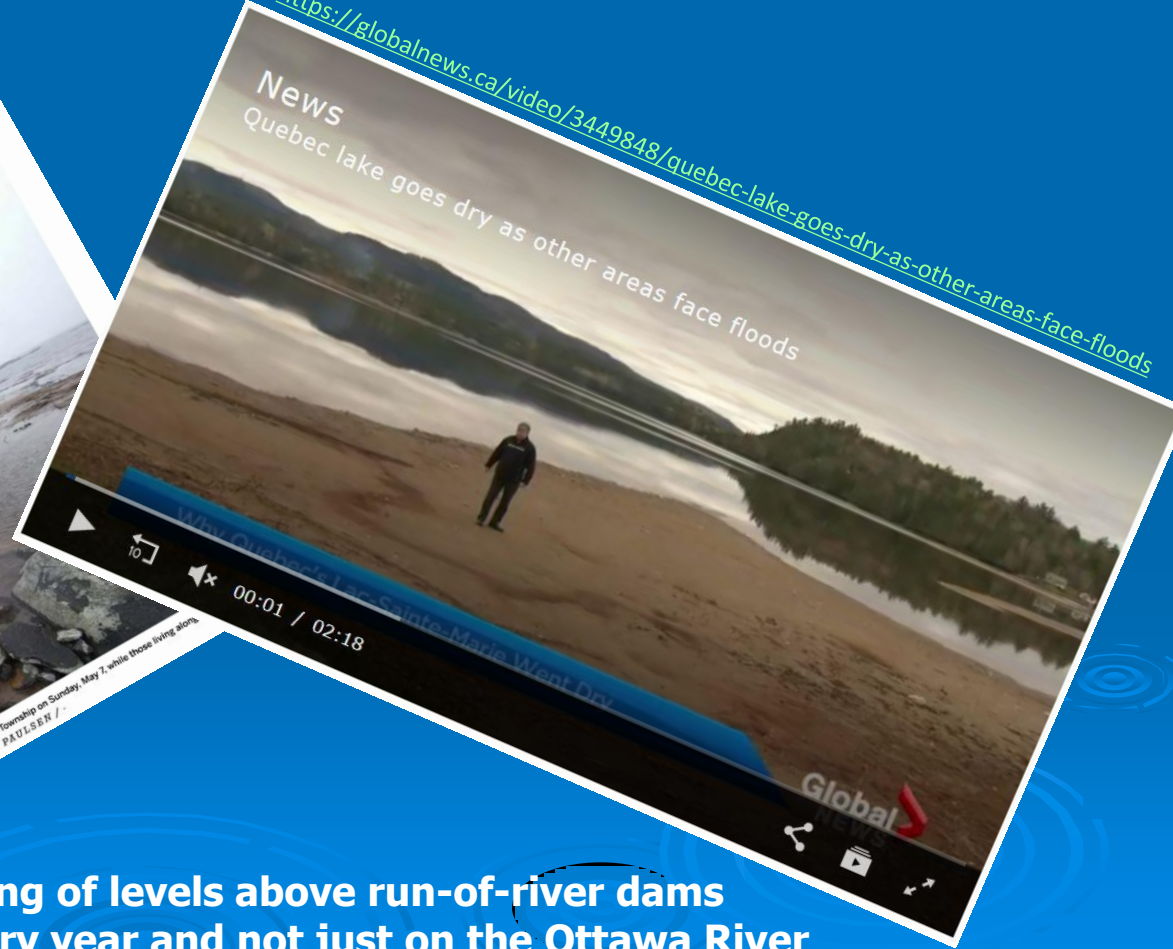 https://globalnews.ca/video/3449848/quebec-lake-goes-dry-as-other-areas-face-floods
News
Quebec lake goes dry as other areas face floods
Why Quebec's Lac-Sainte-Marie Went Dry
10
00:01 / 02:18
Global
NEWS
Township on Sunday, May 7, while those living along
PAULSEN /
ng of levels above run-of-river dams
ry year and not just on the Ottawa River